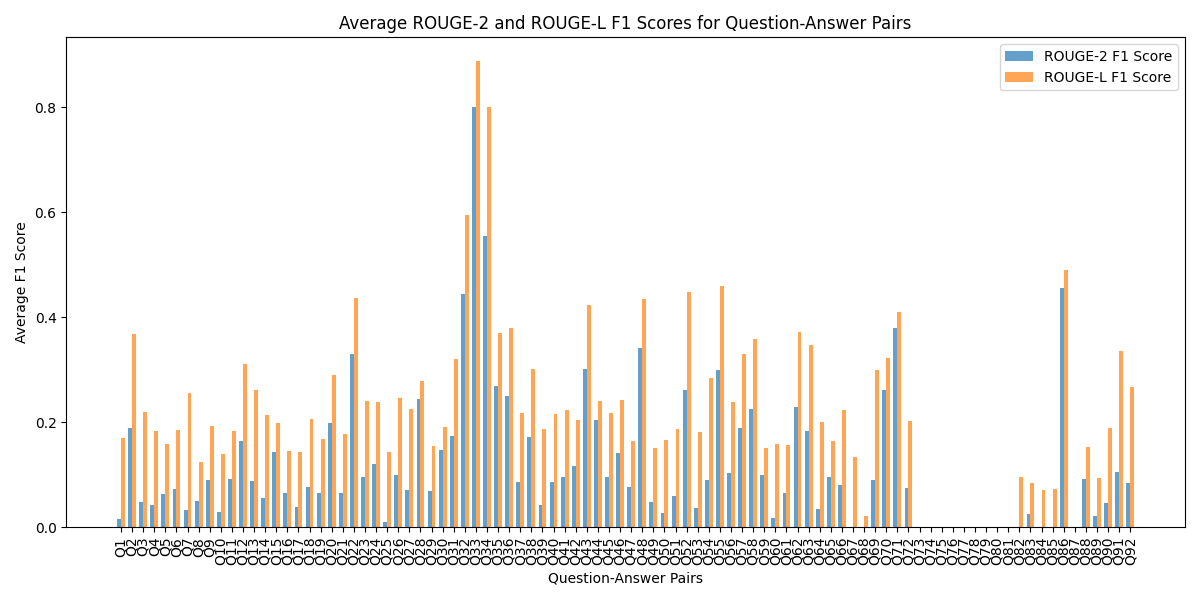 Average ROUGE-2 and ROUGE-L F1 Scores for Question-Answer Pairs
ROUGE-2 F1 Score
ROUGE-L F1 Score
Average F1 Score
0.8
0.6
0.4
0.2
0.0
Q1
Q2
Q3
Q4
Q5
Q6
Q7
Q8
Q9
Q10
Q11
Q12
Q13
Q14
Q15
Q16
Q17
Q18
Q19
Q20
Q21
Q22
Q23
Q24
Q25
Q26
Q27
Q28
Q29
Q30
Q31
Q32
Q33
Q34
Q35
Q36
Q37
Q38
Q39
Q40
Q41
Q42
Q43
Q44
Q45
Q46
Q47
Q48
Q49
Q50
Q51
Q52
Q53
Q54
Q55
Q56
Q57
Q58
Q59
Q60
Q61
Q62
Q63
Q64
Q65
Q66
Q67
Q68
Q69
Q70
Q71
Q72
Q73
Q74
Q75
Q76
Q77
Q78
Q79
Q80
Q81
Q82
Q83
Q84
Q85
Q86
Q87
Q88
Q89
Q90
Q91
Q92
Question-Answer Pairs